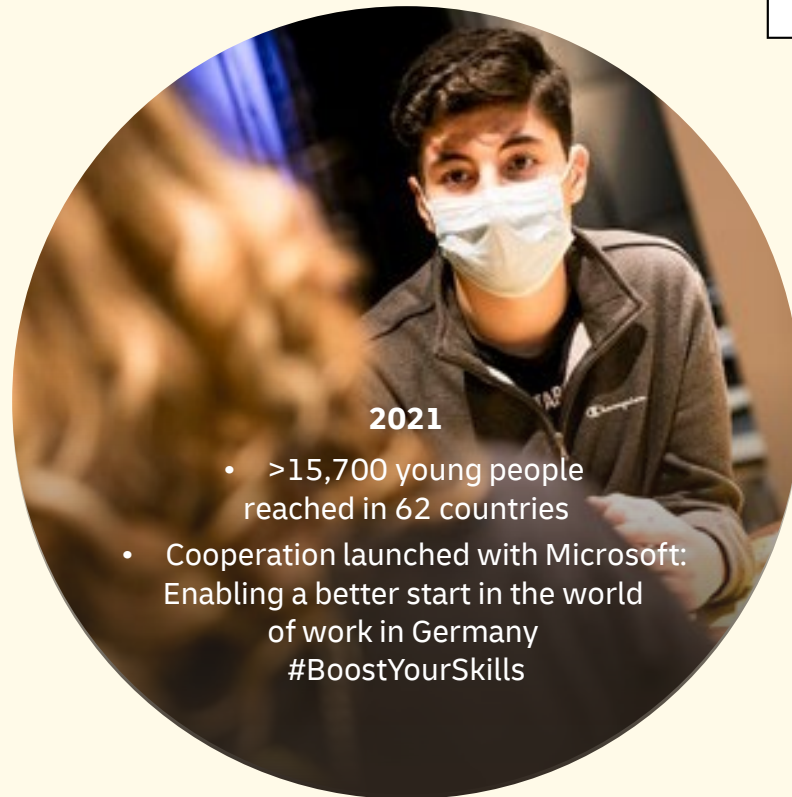 2021
• >15,700 young people
reached in 62 countries
• Cooperation launched with Microsoft:
Enabling a better start in the world
of work in Germany
#BoostYourSkills
Champion